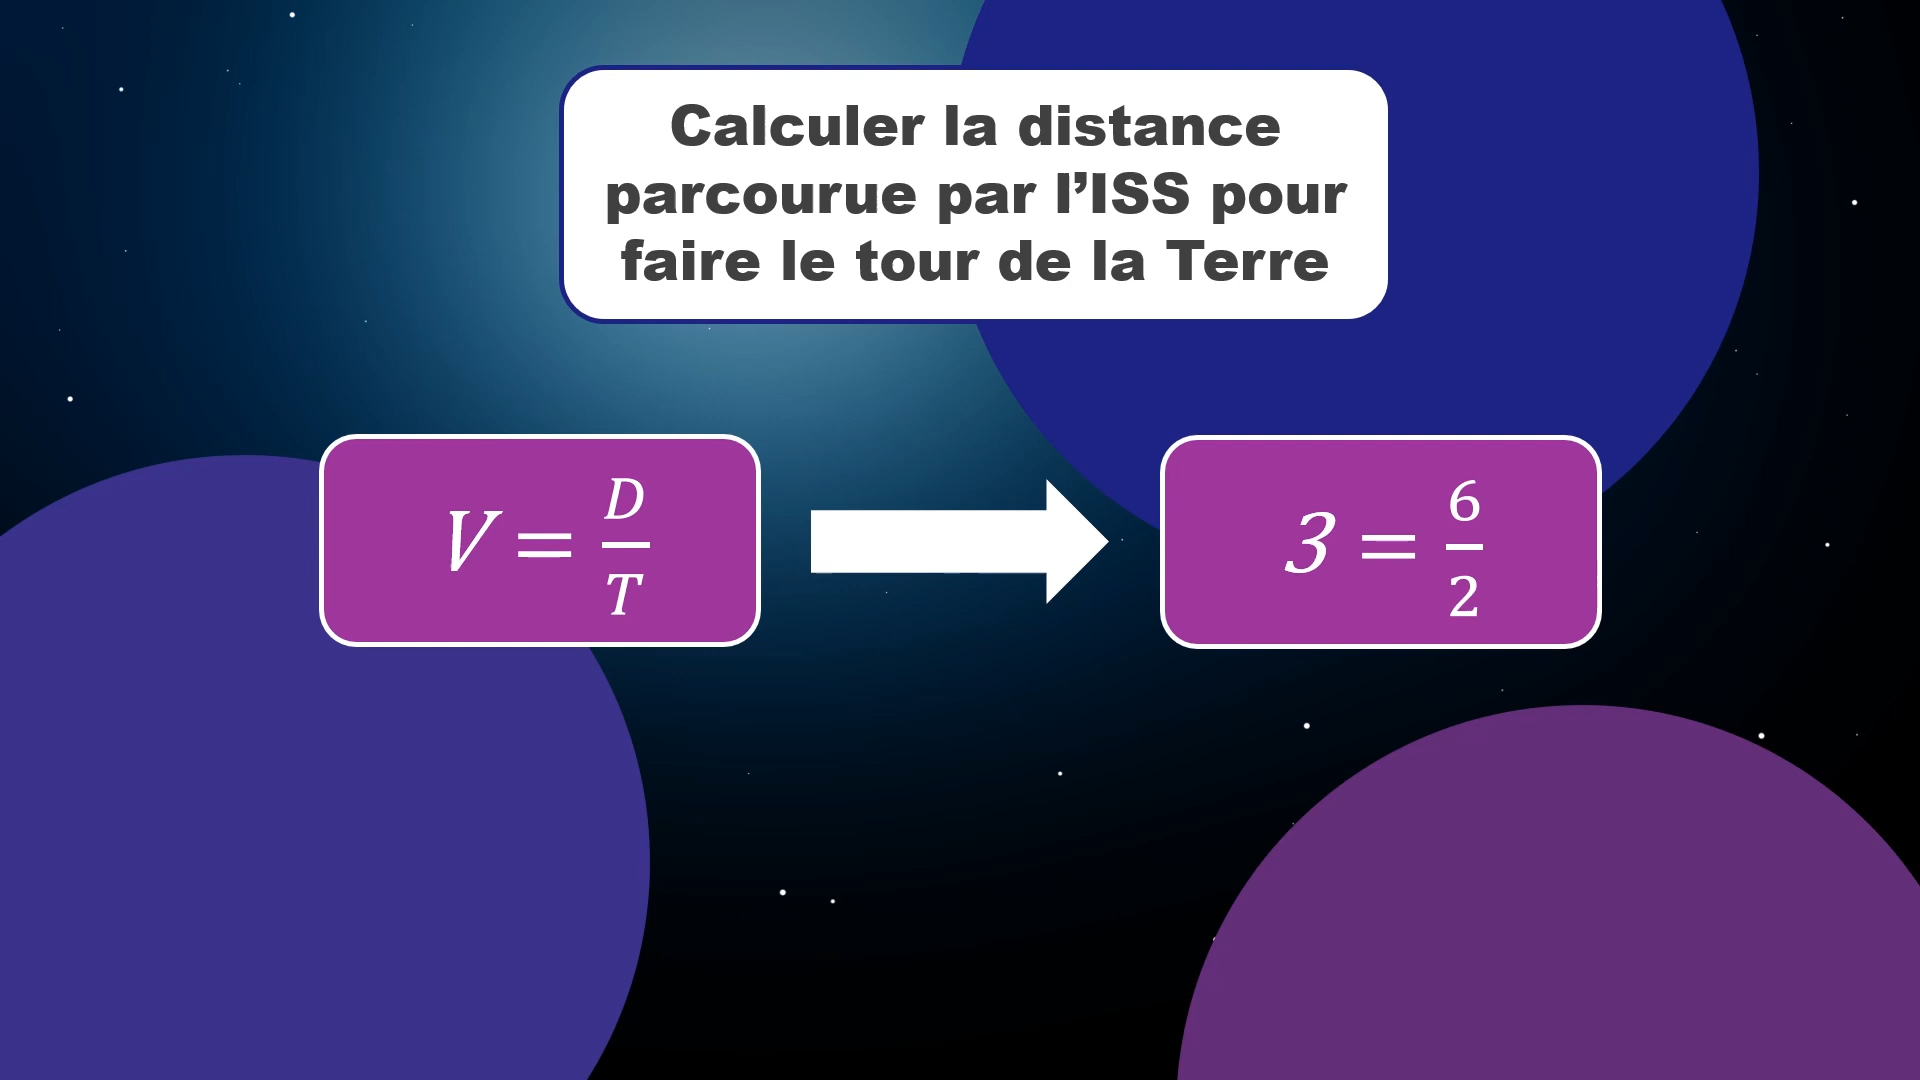 Calculer la distance
parcourue par l’ISS pour
faire le tour de la Terre
V = D/T
3 = 6/2